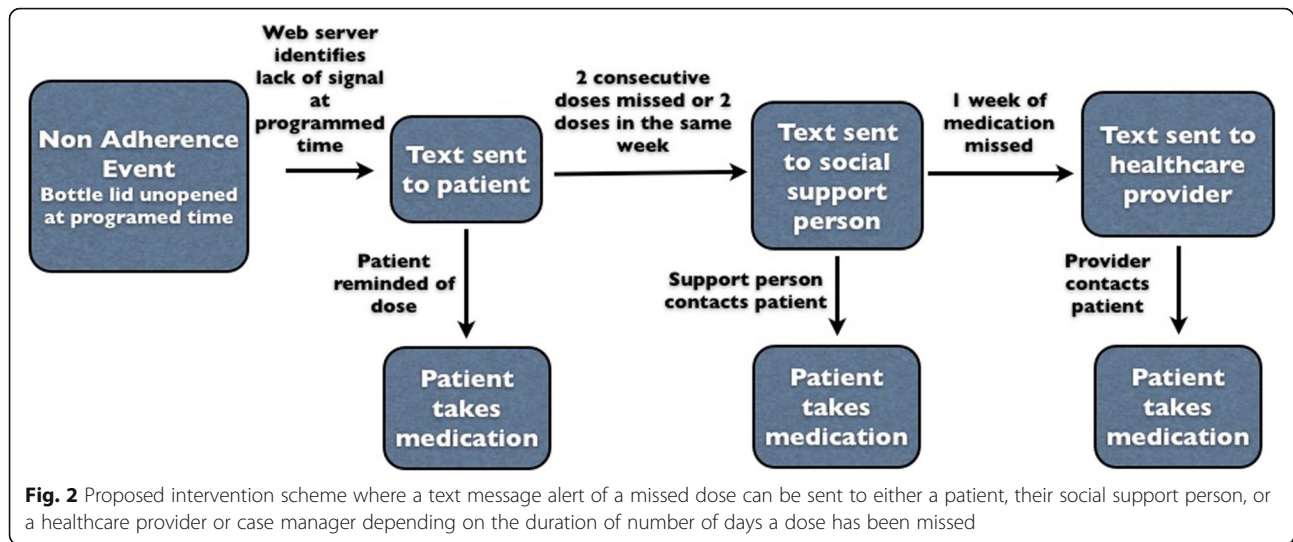 Web server
identifies
lack of signal
at
programmed
time
Non Adherence
Event
Bottle lid unopened
at programed time
Text sent
to patient
2 consecutive
doses missed or 2
doses in the same
week
Text sent
to social
support
person
1 week of
medication
missed
Text sent to
healthcare
provider
Patient
reminded of
dose
Support person
contacts patient
Provider
contacts
patient
Patient
takes
medication
Patient
takes
medication
Patient
takes
medication
Fig. 2 Proposed intervention scheme where a text message alert of a missed dose can be sent to either a patient, their social support person, or
a healthcare provider or case manager depending on the duration of number of days a dose has been missed